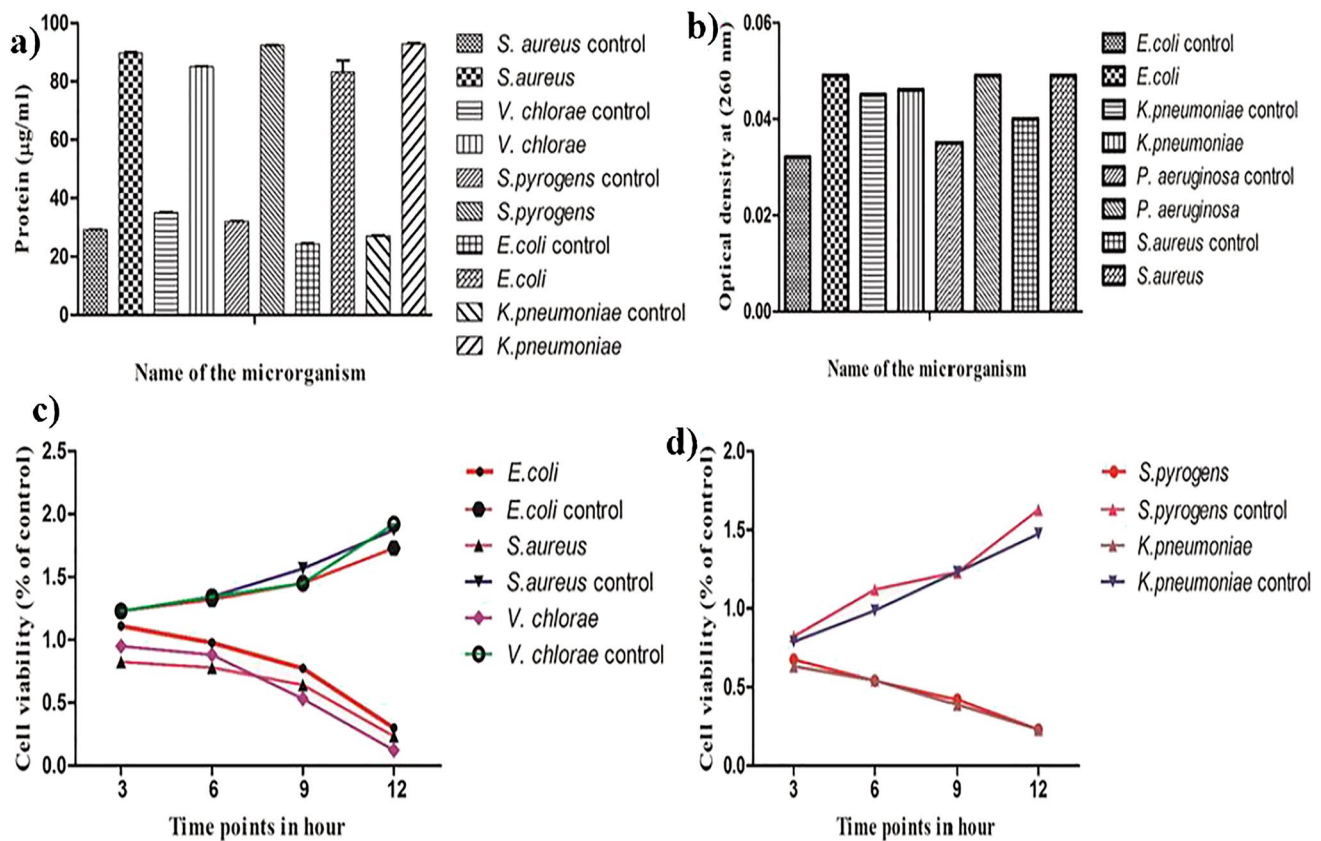 a)
Protein (µg/ml)
100
80
60
40
20
0
Name of the microrganism
S. aureus control
S.aureus
V. chlorae control
V. chlorae
S.pyrogens control
S.pyrogens
E.coli control
E.coli
K.pneumoniae control
K.pneumoniae
b)
Optical density at (260 nm)
0.06
0.04
0.02
0.00
Name of the microrganism
E.coli control
E.coli
K.pneumoniae control
K.pneumoniae
P. aeruginosa control
P. aeruginosa
S.aureus control
S.aureus
c)
Cell viability (% of control)
2.5
2.0
1.5
1.0
0.5
0.0
3 6 9 12
Time points in hour
E.coli
E.coli control
S.aureus
S.aureus control
V. chlorae
V. chlorae control
d)
Cell viability (% of control)
2.0
1.5
1.0
0.5
0.0
3 6 9 12
Time points in hour
S.pyrogens
S.pyrogens control
K.pneumoniae
K.pneumoniae control